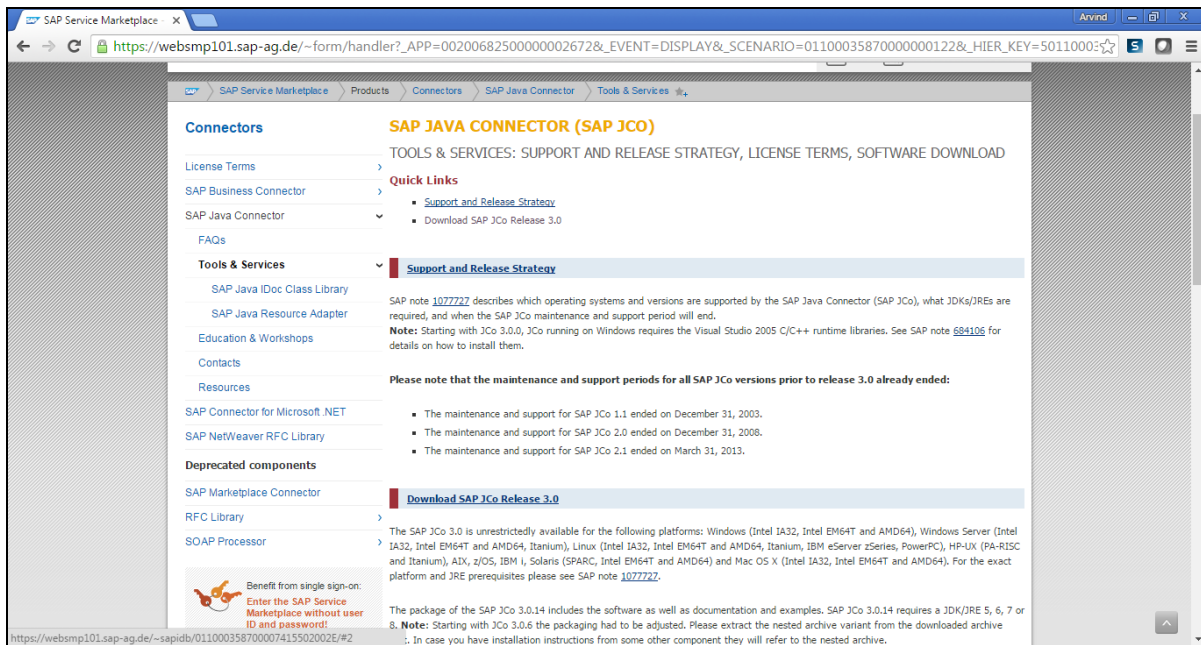 SAP Service Marketplace -
Arvind
https://websmp101.sap-ag.de/~form/handler?_APP=00200682500000002672&_EVENT=DISPLAY&_SCENARIO=01100035870000000122&_HIER_KEY=50110003
SAP Service Marketplace
Products
Connectors
SAP Java Connector
Tools & Services
Connectors
License Terms
SAP Business Connector
SAP Java Connector
FAQs
Tools & Services
SAP Java IDoc Class Library
SAP Java Resource Adapter
Education & Workshops
Contacts
Resources
SAP Connector for Microsoft .NET
SAP NetWeaver RFC Library
Deprecated components
SAP Marketplace Connector
RFC Library
SOAP Processor
Benefit from single sign-on:
Enter the SAP Service
Marketplace without user
ID and password!
SAP JAVA CONNECTOR (SAP JCO)
TOOLS & SERVICES: SUPPORT AND RELEASE STRATEGY, LICENSE TERMS, SOFTWARE DOWNLOAD
Quick Links
Support and Release Strategy
Download SAP JCo Release 3.0
Support and Release Strategy
SAP note 1077727 describes which operating systems and versions are supported by the SAP Java Connector (SAP JCo), what JDKs/JREs are
required, and when the SAP JCo maintenance and support period will end.
Note: Starting with JCo 3.0.0, JCo running on Windows requires the Visual Studio 2005 C/C++ runtime libraries. See SAP note 684106 for
details on how to install them.
Please note that the maintenance and support periods for all SAP JCo versions prior to release 3.0 already ended:
The maintenance and support for SAP JCo 1.1 ended on December 31, 2003.
The maintenance and support for SAP JCo 2.0 ended on December 31, 2008.
The maintenance and support for SAP JCo 2.1 ended on March 31, 2013.
Download SAP JCo Release 3.0
The SAP JCo 3.0 is unrestrictedly available for the following platforms: Windows (Intel IA32, Intel EM64T and AMD64), Windows Server (Intel
IA32, Intel EM64T and AMD64, Itanium), Linux (Intel IA32, Intel EM64T and AMD64, Itanium, IBM eServer zSeries, PowerPC), HP-UX (PA-RISC
and Itanium), AIX, z/OS, IBM i, Solaris (SPARC, Intel EM64T and AMD64) and Mac OS X (Intel IA32, Intel EM64T and AMD64). For the exact
platform and JRE prerequisites please see SAP note 1077727.
The package of the SAP JCo 3.0.14 includes the software as well as documentation and examples. SAP JCo 3.0.14 requires a JDK/JRE 5, 6, 7 or
8. Note: Starting with JCo 3.0.6 the packaging had to be adjusted. Please extract the nested archive variant from the downloaded archive
. In case you have installation instructions from some other component they will refer to the nested archive.
https://websmp101.sap-ag.de/~sapidb/011000358700007415502002E/#2